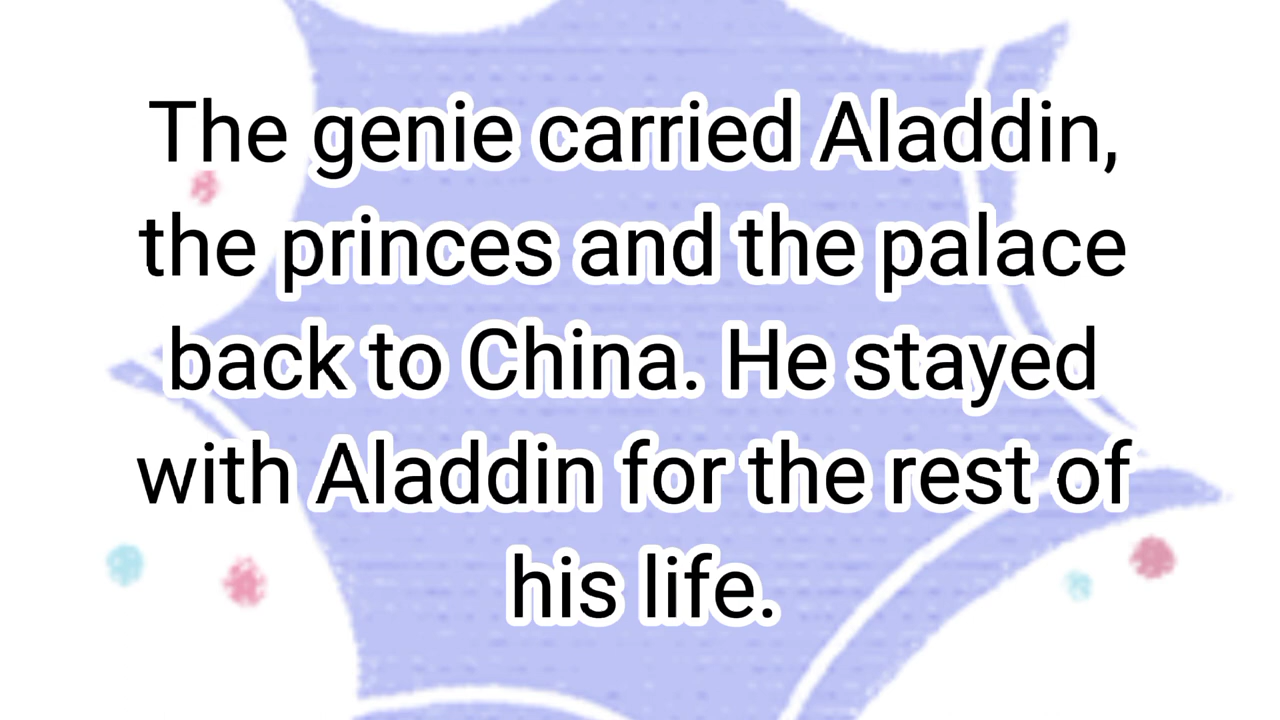 The genie carried Aladdin,
the princes and the palace
back to China. He stayed
with Aladdin for the rest of
his life.